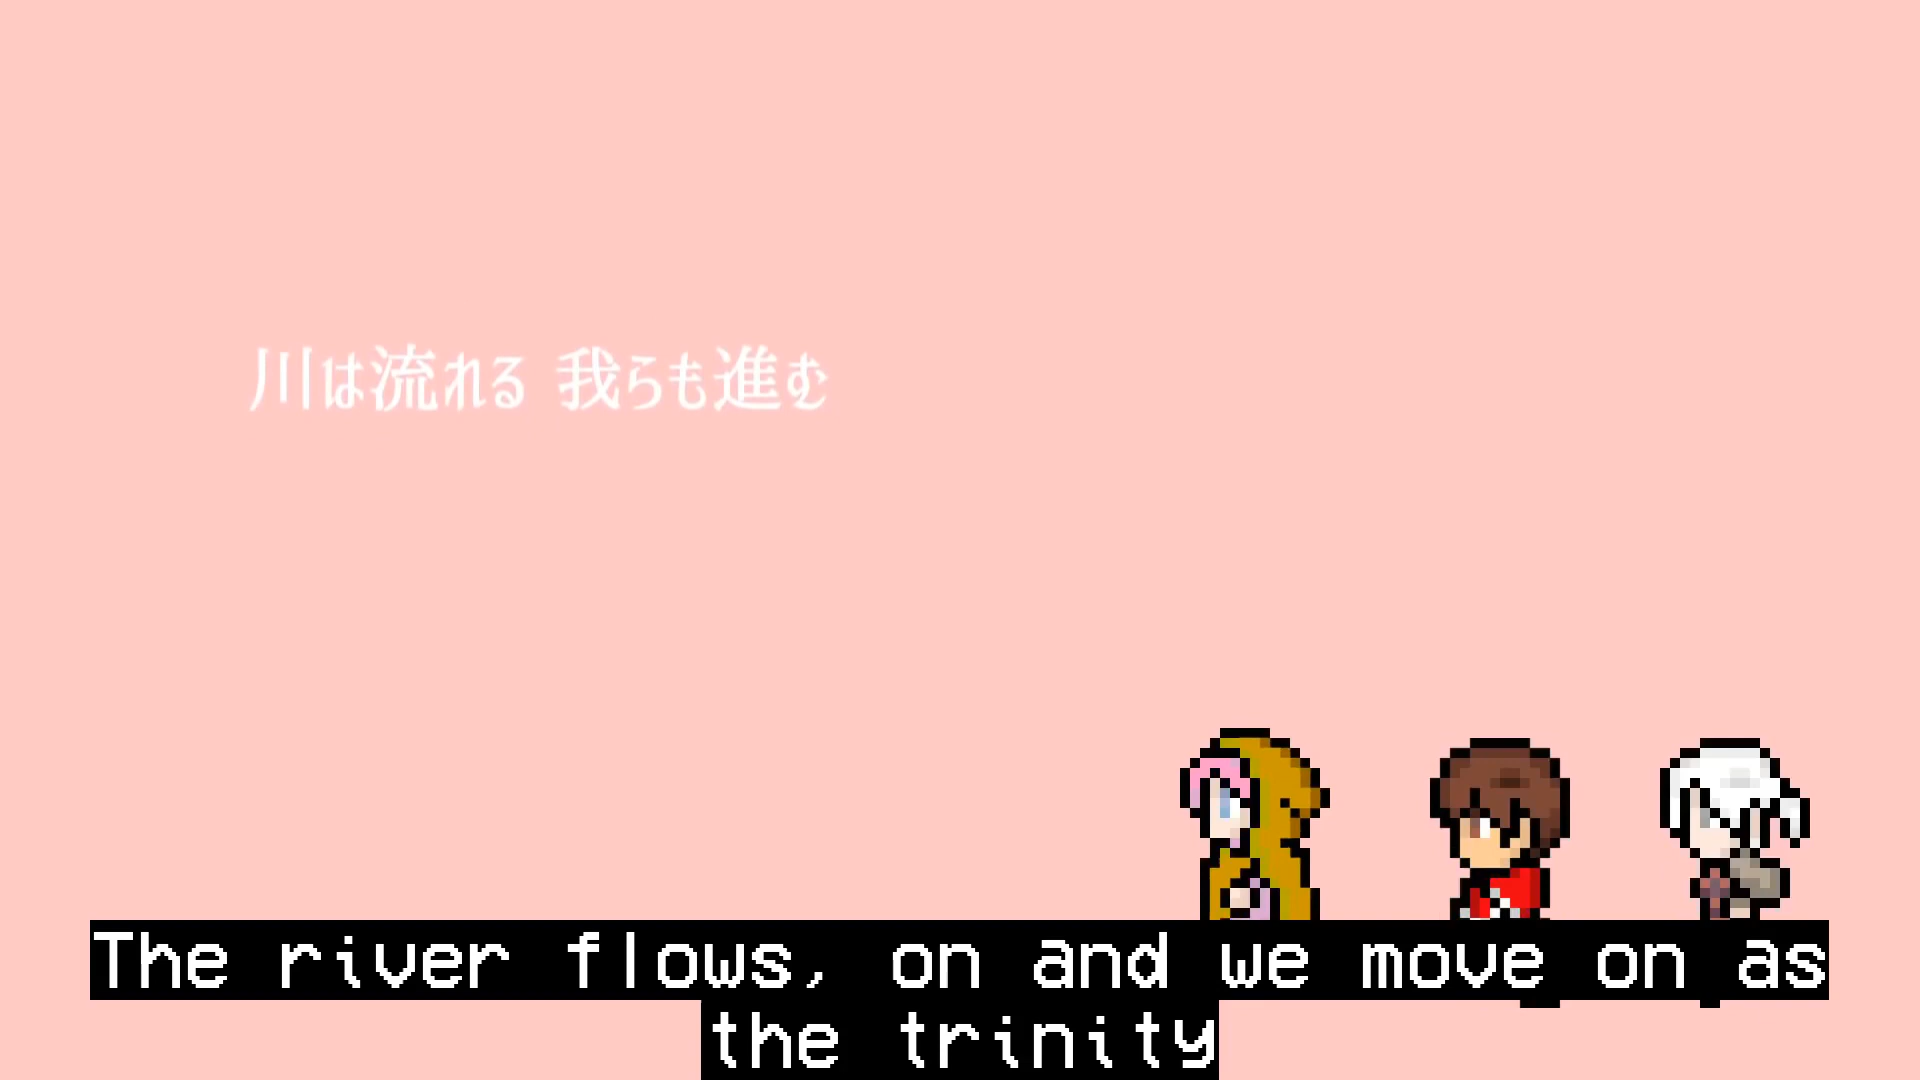 川は流れる 我らも進む
The river flows, on and we move on as
the trinity